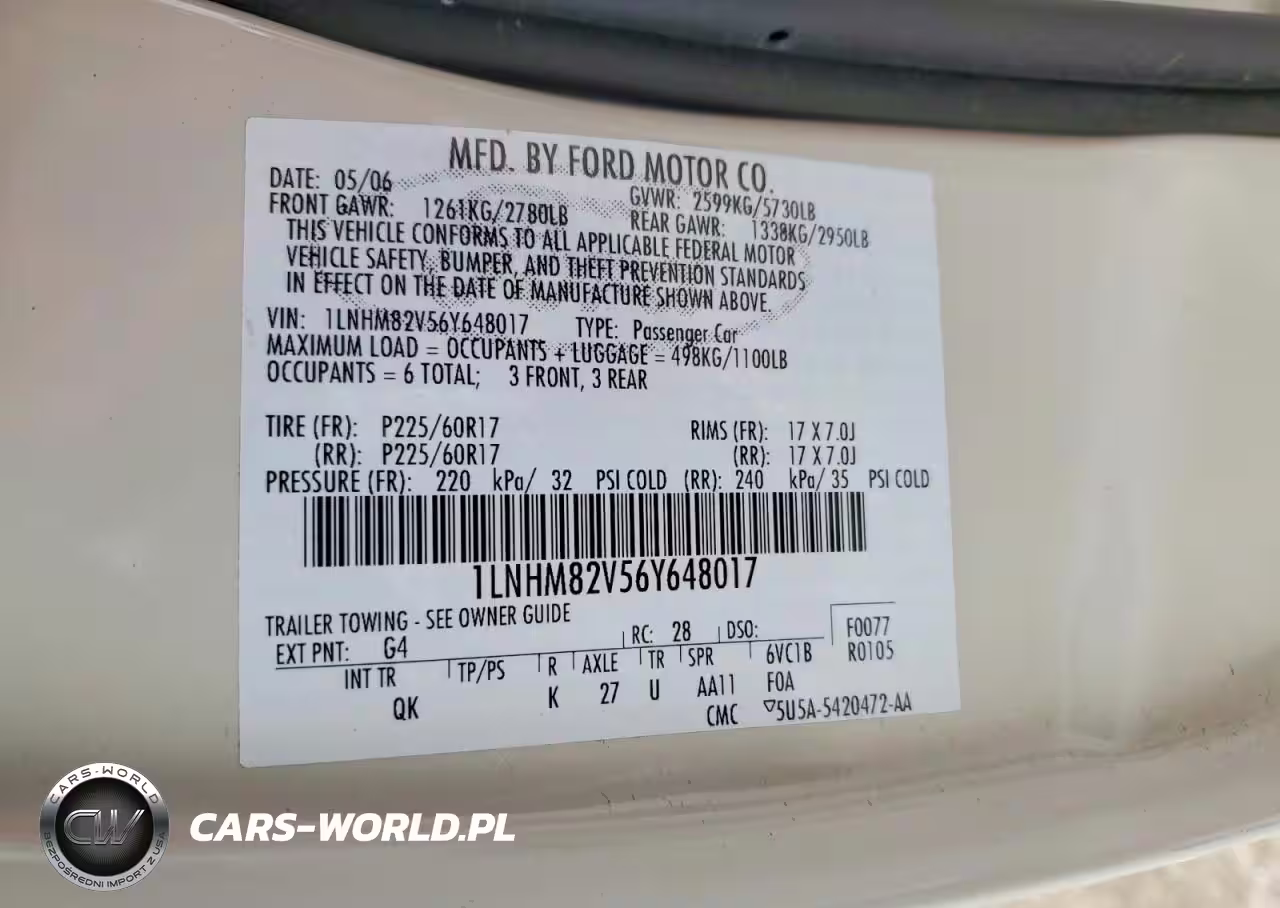 MFD. BY FORD MOTOR CO.
DATE: 05/06 GVWR: 2599KG/5730LB
FRONT GAWR: 1261KG/2780LB REAR GAWR: 1338KG/2950LB
THIS VEHICLE CONFORMS TO ALL APPLICABLE FEDERAL MOTOR
VEHICLE SAFETY, BUMPER, AND THEFT PREVENTION STANDARDS
IN EFFECT ON THE DATE OF MANUFACTURE SHOWN ABOVE.
VIN: 1LNHM82V56Y648017 TYPE: Passenger Car
MAXIMUM LOAD = OCCUPANTS + LUGGAGE = 498KG/1100LB
OCCUPANTS = 6 TOTAL; 3 FRONT, 3 REAR
TIRE (FR): P225/60R17 RIMS (FR): 17 X 7.0J
(RR): P225/60R17 (RR): 17 X 7.0J
PRESSURE (FR): 220 kPa/ 32 PSI COLD (RR): 240 kPa/ 35 PSI COLD
1LNHM82V56Y648017
TRAILER TOWING - SEE OWNER GUIDE
EXT PNT: G4 RC: 28 DSO: F0077
INT TR TP/PS R AXLE TR SPR 6VC1B R0105
QK K 27 U AA11 FOA
CMC ▽5U5A-5420472-AA
CARS-WORLD
CW
BEZPOŚREDNI IMPORT Z USA
CARS-WORLD.PL